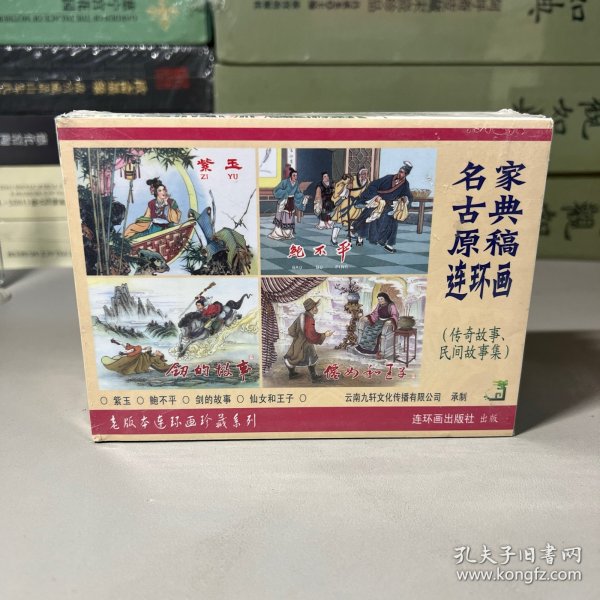 紫玉
ZI YU
鲍不平
BAO BU PING
剑的故事
仙女和王子
名家
古典
原稿
连环画
(传奇故事、
民间故事集)
○ 紫玉 ○ 鲍不平 ○ 剑的故事 ○ 仙女和王子 ○
云南九轩文化传播有限公司 承制
老版本连环画珍藏系列
连环画出版社 出版
孔夫子旧书网
www.kongfz.com